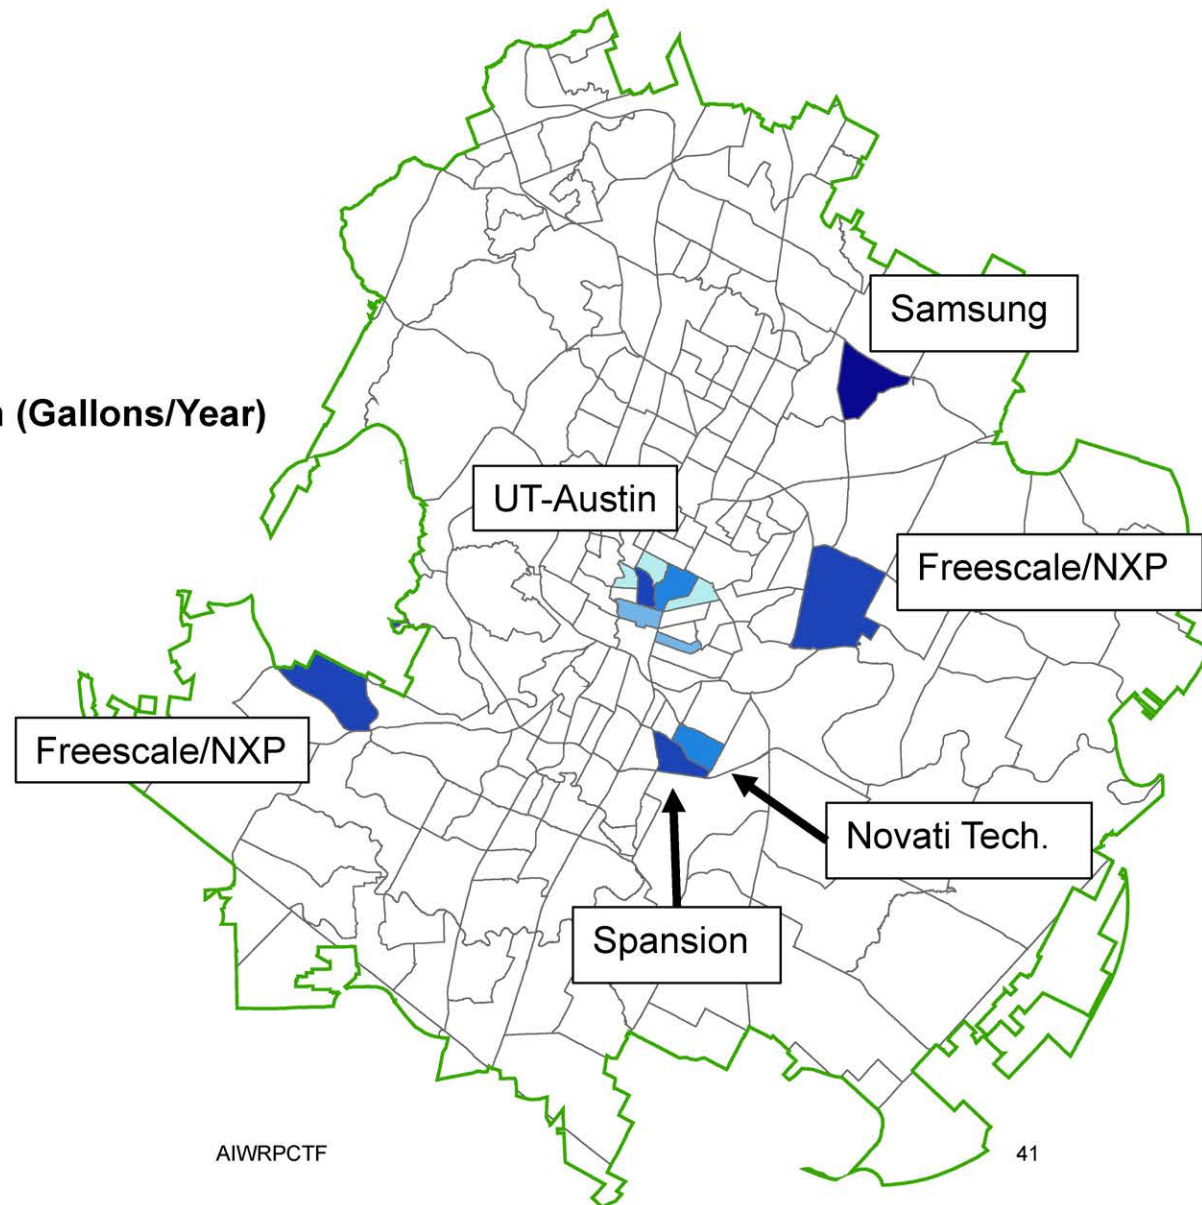 Samsung
(Gallons/Year)
UT-Austin
Freescale/NXP
Freescale/NXP
Novati Tech.
Spansion
AIWRPCTF
41